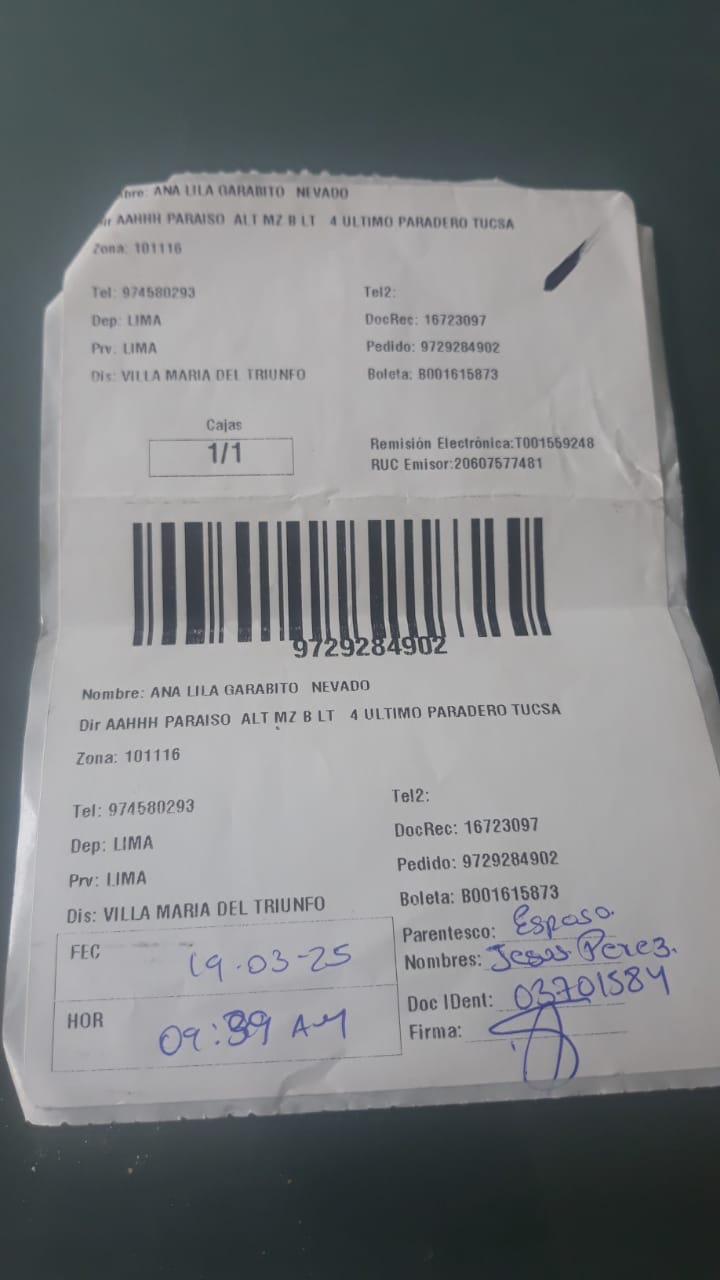 bre: ANA LILA GARABITO NEVADO
Dir AAHHH PARAISO ALT MZ B LT 4 ULTIMO PARADERO TUCSA
Zona: 101116
Tel: 974580293 Tel2:
Dep: LIMA DocRec: 16723097
Prv: LIMA Pedido: 9729284902
Dis: VILLA MARIA DEL TRIUNFO Boleta: B001615873
Cajas
1/1
Remisión Electrónica:T001559248
RUC Emisor:20607577481
9729284902
Nombre: ANA LILA GARABITO NEVADO
Dir AAHHH PARAISO ALT MZ B LT 4 ULTIMO PARADERO TUCSA
Zona: 101116
Tel: 974580293 Tel2:
Dep: LIMA DocRec: 16723097
Prv: LIMA Pedido: 9729284902
Dis: VILLA MARIA DEL TRIUNFO Boleta: B001615873
Parentesco: Esposo.
FEC 19-03-25 Nombres: Jesus Perez.
Doc IDent: 03701584
HOR 09:39 AM Firma: